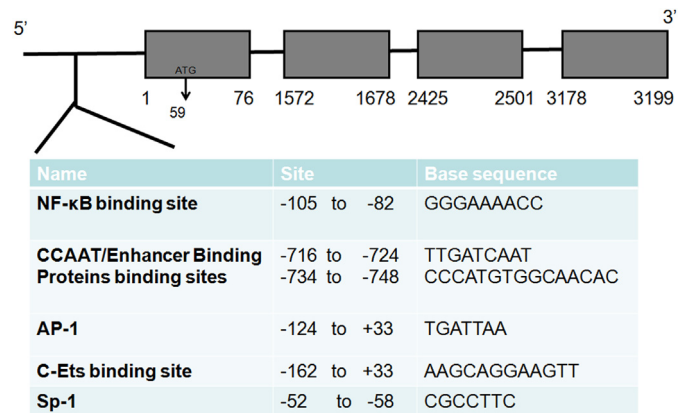 5’
3’
ATG
1 76 1572 1678 2425 2501 3178 3199
59
Name Site Base sequence
NF-κB binding site -105 to -82 GGGAAAACC
CCAAT/Enhancer Binding -716 to -724 TTGATCAAT
Proteins binding sites -734 to -748 CCCATGTGGCAACAC
AP-1 -124 to +33 TGATTAA
C-Ets binding site -162 to +33 AAGCAGGAAGTT
Sp-1 -52 to -58 CGCCTTC